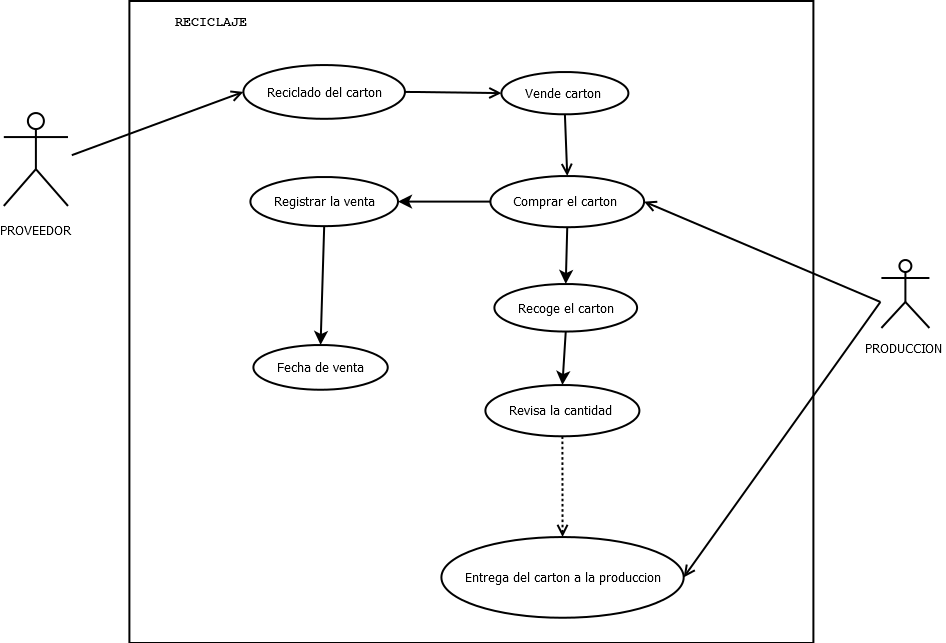 RECICLAJE
Reciclado del carton
Vende carton
PROVEEDOR
Registrar la venta
Comprar el carton
Recoge el carton
PRODUCCION
Fecha de venta
Revisa la cantidad
Entrega del carton a la produccion